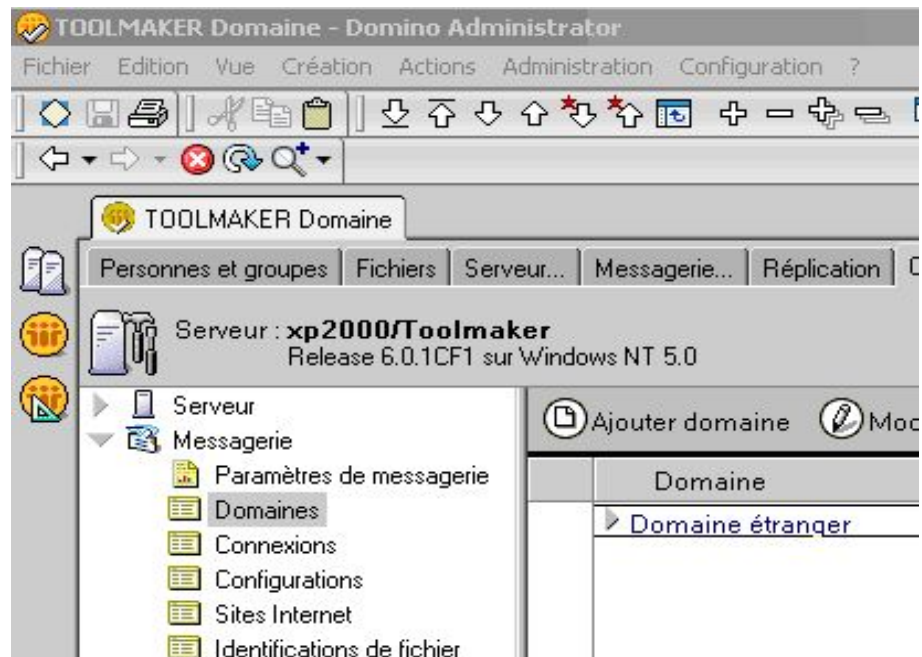 TOOLMAKER Domaine - Domino Administrator
Fichier Edition Vue Création Actions Administration Configuration ?
TOOLMAKER Domaine
Personnes et groupes Fichiers Serveur... Messagerie... Réplication
Serveur : xp2000/Toolmaker
Release 6.0.1CF1 sur Windows NT 5.0
Serveur
Messagerie
Paramètres de messagerie
Domaines
Connexions
Configurations
Sites Internet
Identifications de fichier
Ajouter domaine Mod
Domaine
Domaine étranger